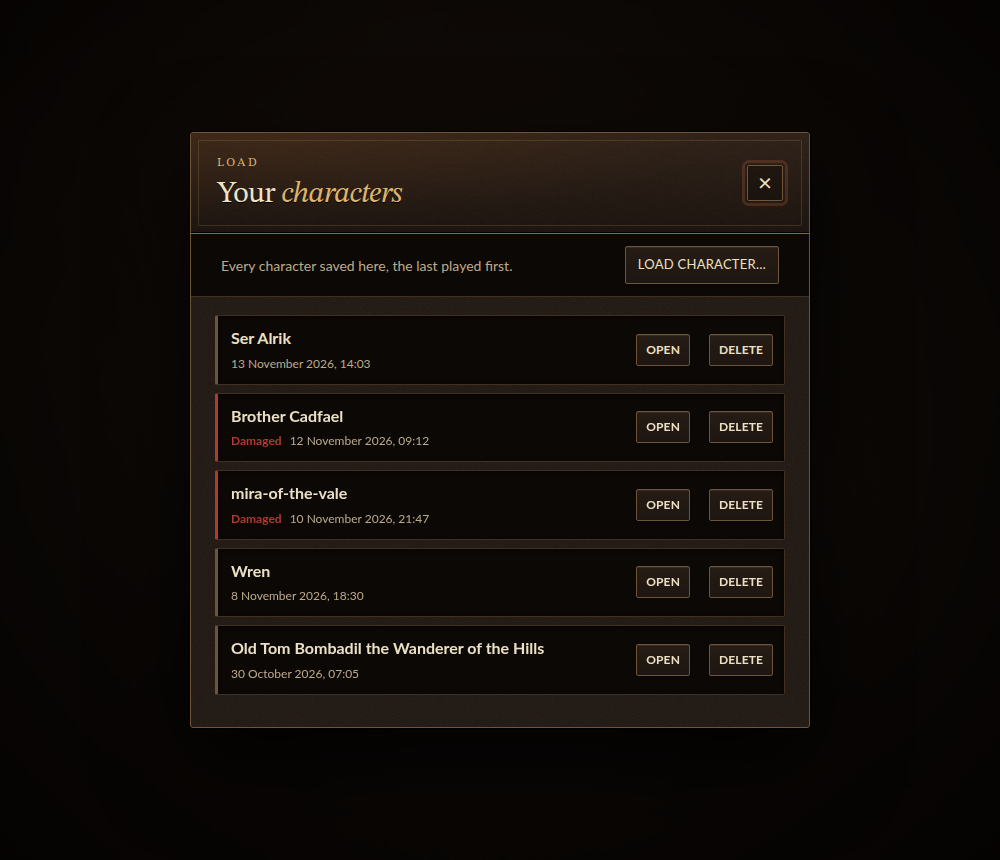 LOAD
Your characters
✕
Every character saved here, the last played first.
LOAD CHARACTER...
Ser Alrik
13 November 2026, 14:03
OPEN
DELETE
Brother Cadfael
Damaged 12 November 2026, 09:12
OPEN
DELETE
mira-of-the-vale
Damaged 10 November 2026, 21:47
OPEN
DELETE
Wren
8 November 2026, 18:30
OPEN
DELETE
Old Tom Bombadil the Wanderer of the Hills
30 October 2026, 07:05
OPEN
DELETE